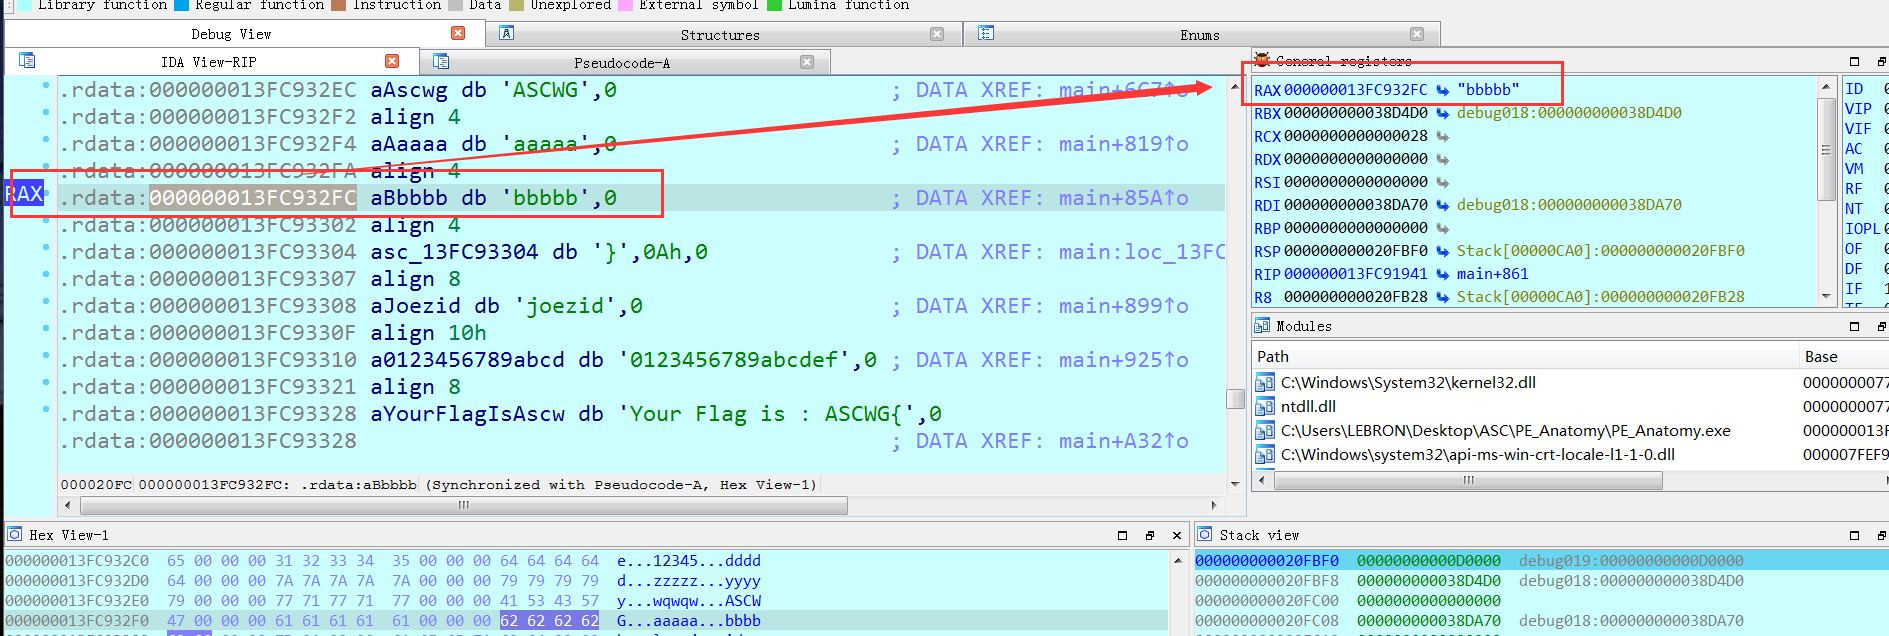 Library function Regular function Instruction Data Unexplored External symbol Lumina function
Debug View Structures Enums
IDA View-RIP Pseudocode-A
.rdata:000000013FC932EC aAscwg db 'ASCWG',0 ; DATA XREF: main+6C7↑o
.rdata:000000013FC932F2 align 4
.rdata:000000013FC932F4 aAaaaa db 'aaaaa',0 ; DATA XREF: main+819↑o
.rdata:000000013FC932FA align 4
RAX .rdata:000000013FC932FC aBbbbb db 'bbbbb',0 ; DATA XREF: main+85A↑o
.rdata:000000013FC93302 align 4
.rdata:000000013FC93304 asc_13FC93304 db '}',0Ah,0 ; DATA XREF: main:loc_13FC
.rdata:000000013FC93307 align 8
.rdata:000000013FC93308 aJoezid db 'joezid',0 ; DATA XREF: main+899↑o
.rdata:000000013FC9330F align 10h
.rdata:000000013FC93310 a0123456789abcd db '0123456789abcdef',0 ; DATA XREF: main+925↑o
.rdata:000000013FC93321 align 8
.rdata:000000013FC93328 aYourFlagIsAscw db 'Your Flag is : ASCWG{',0
.rdata:000000013FC93328 ; DATA XREF: main+A32↑o
000020FC 000000013FC932FC: .rdata:aBbbbb (Synchronized with Pseudocode-A, Hex View-1)
General registers
RAX 000000013FC932FC "bbbbb"
RBX 000000000038D4D0 debug018:000000000038D4D0
RCX 0000000000000028
RDX 0000000000000000
RSI 0000000000000000
RDI 000000000038DA70 debug018:000000000038DA70
RBP 0000000000000000
RSP 000000000020FBF0 Stack[00000CA0]:000000000020FBF0
RIP 000000013FC91941 main+861
R8 000000000020FB28 Stack[00000CA0]:000000000020FB28
ID 0
VIP 0
VIF 0
AC 0
VM 0
RF 0
NT 0
IOPL 0
OF 0
DF 0
IF 1
Modules
Path Base
C:\Windows\System32\kernel32.dll 0000000077
ntdll.dll 0000000077
C:\Users\LEBRON\Desktop\ASC\PE_Anatomy\PE_Anatomy.exe 000000013F
C:\Windows\system32\api-ms-win-crt-locale-l1-1-0.dll 000007FEF9
Hex View-1
000000013FC932C0 65 00 00 00 31 32 33 34 35 00 00 00 64 64 64 64 e...12345...dddd
000000013FC932D0 64 00 00 00 7A 7A 7A 7A 7A 00 00 00 79 79 79 79 d...zzzzz...yyyy
000000013FC932E0 79 00 00 00 77 71 77 71 77 00 00 00 41 53 43 57 y...wqwqw...ASCW
000000013FC932F0 47 00 00 00 61 61 61 61 61 00 00 00 62 62 62 62 G...aaaaa...bbbb
Stack view
000000000020FBF0 00000000000D0000 debug019:00000000000D0000
000000000020FBF8 000000000038D4D0 debug018:000000000038D4D0
000000000020FC00 0000000000000000
000000000020FC08 000000000038DA70 debug018:000000000038DA70